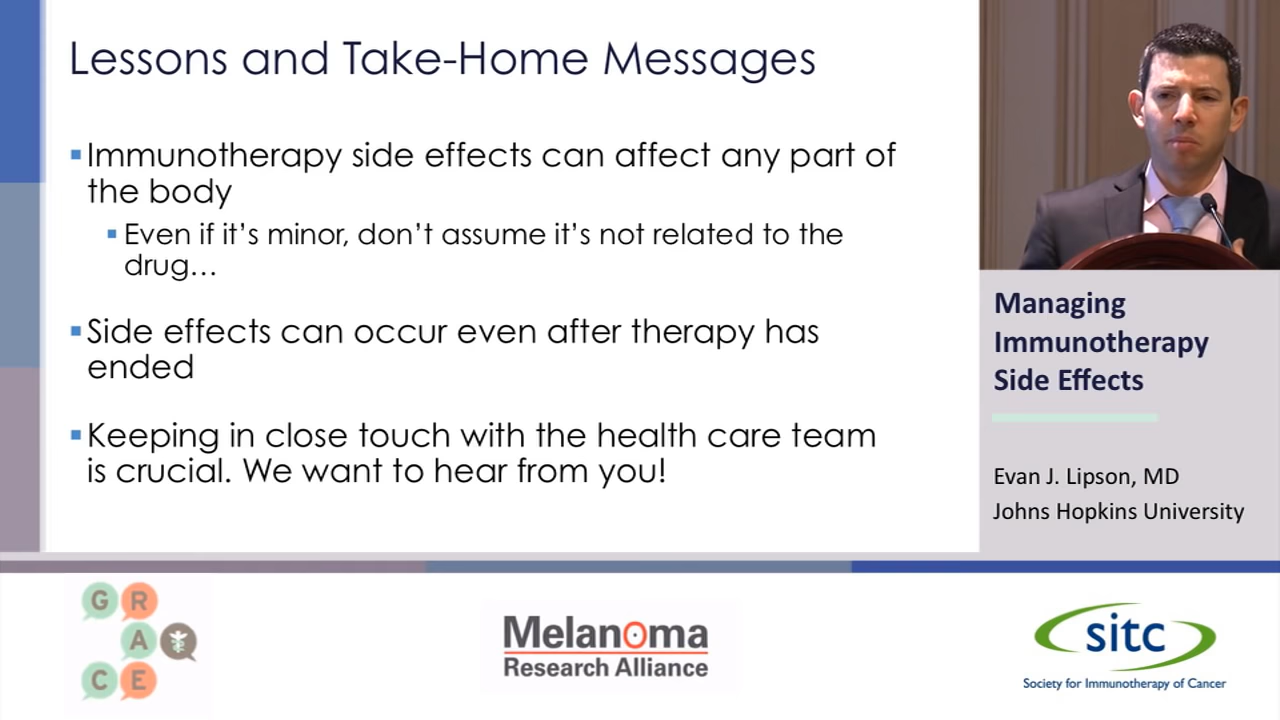 Lessons and Take-Home Messages
Immunotherapy side effects can affect any part of
the body
Even if it’s minor, don’t assume it’s not related to the
drug…
Side effects can occur even after therapy has
ended
Keeping in close touch with the health care team
is crucial. We want to hear from you!
Managing
Immunotherapy
Side Effects
Evan J. Lipson, MD
Johns Hopkins University
G R
A
C E
Melanoma
Research Alliance
sitc
Society for Immunotherapy of Cancer